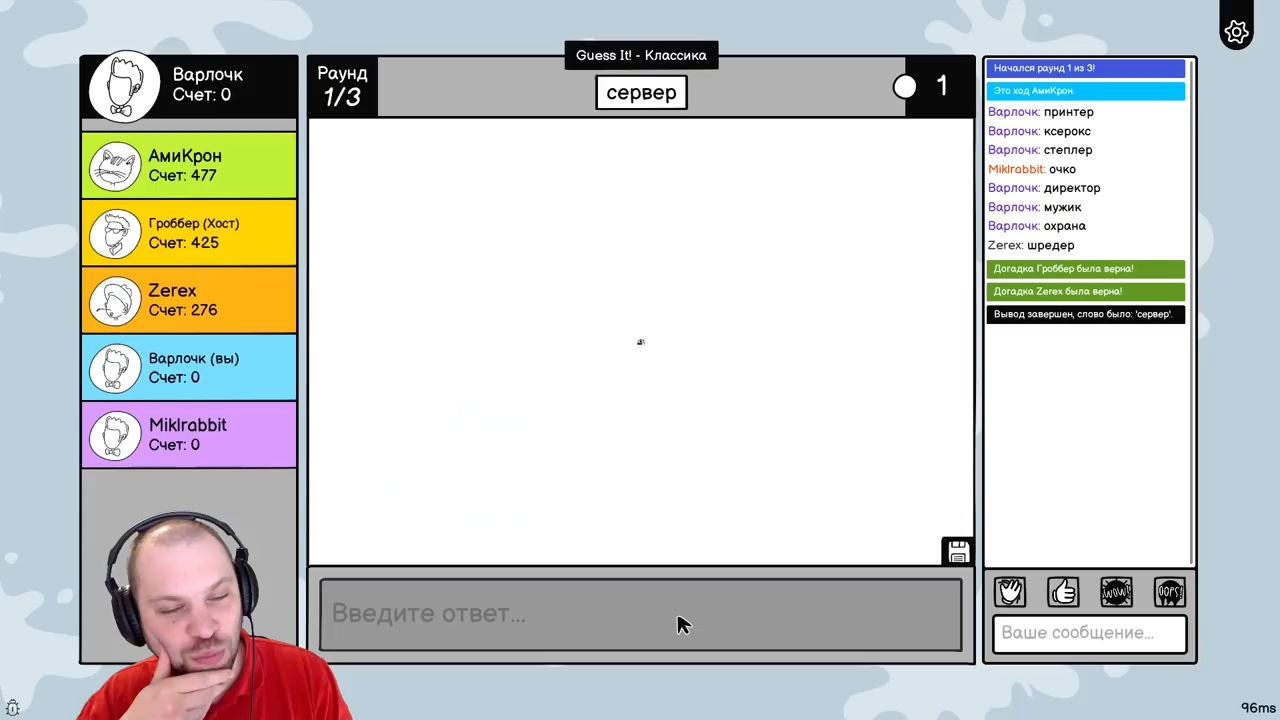 Guess It! - Классика
Варлочк
Счет: 0
Раунд
1/3
сервер
1
АмиКрон
Счет: 477
Гроббер (Хост)
Счет: 425
Zerex
Счет: 276
Варлочк (вы)
Счет: 0
Miklrabbit
Счет: 0
Введите ответ...
Начался раунд 1 из 3!
Это ход АмиКрон.
Варлочк: принтер
Варлочк: ксерокс
Варлочк: степлер
Miklrabbit: очко
Варлочк: директор
Варлочк: мужик
Варлочк: охрана
Zerex: шредер
Догадка Гроббер была верна!
Догадка Zerex была верна!
Вывод завершен, слово было: 'сервер'.
WOW!
OOPS!
Ваше сообщение...
96ms